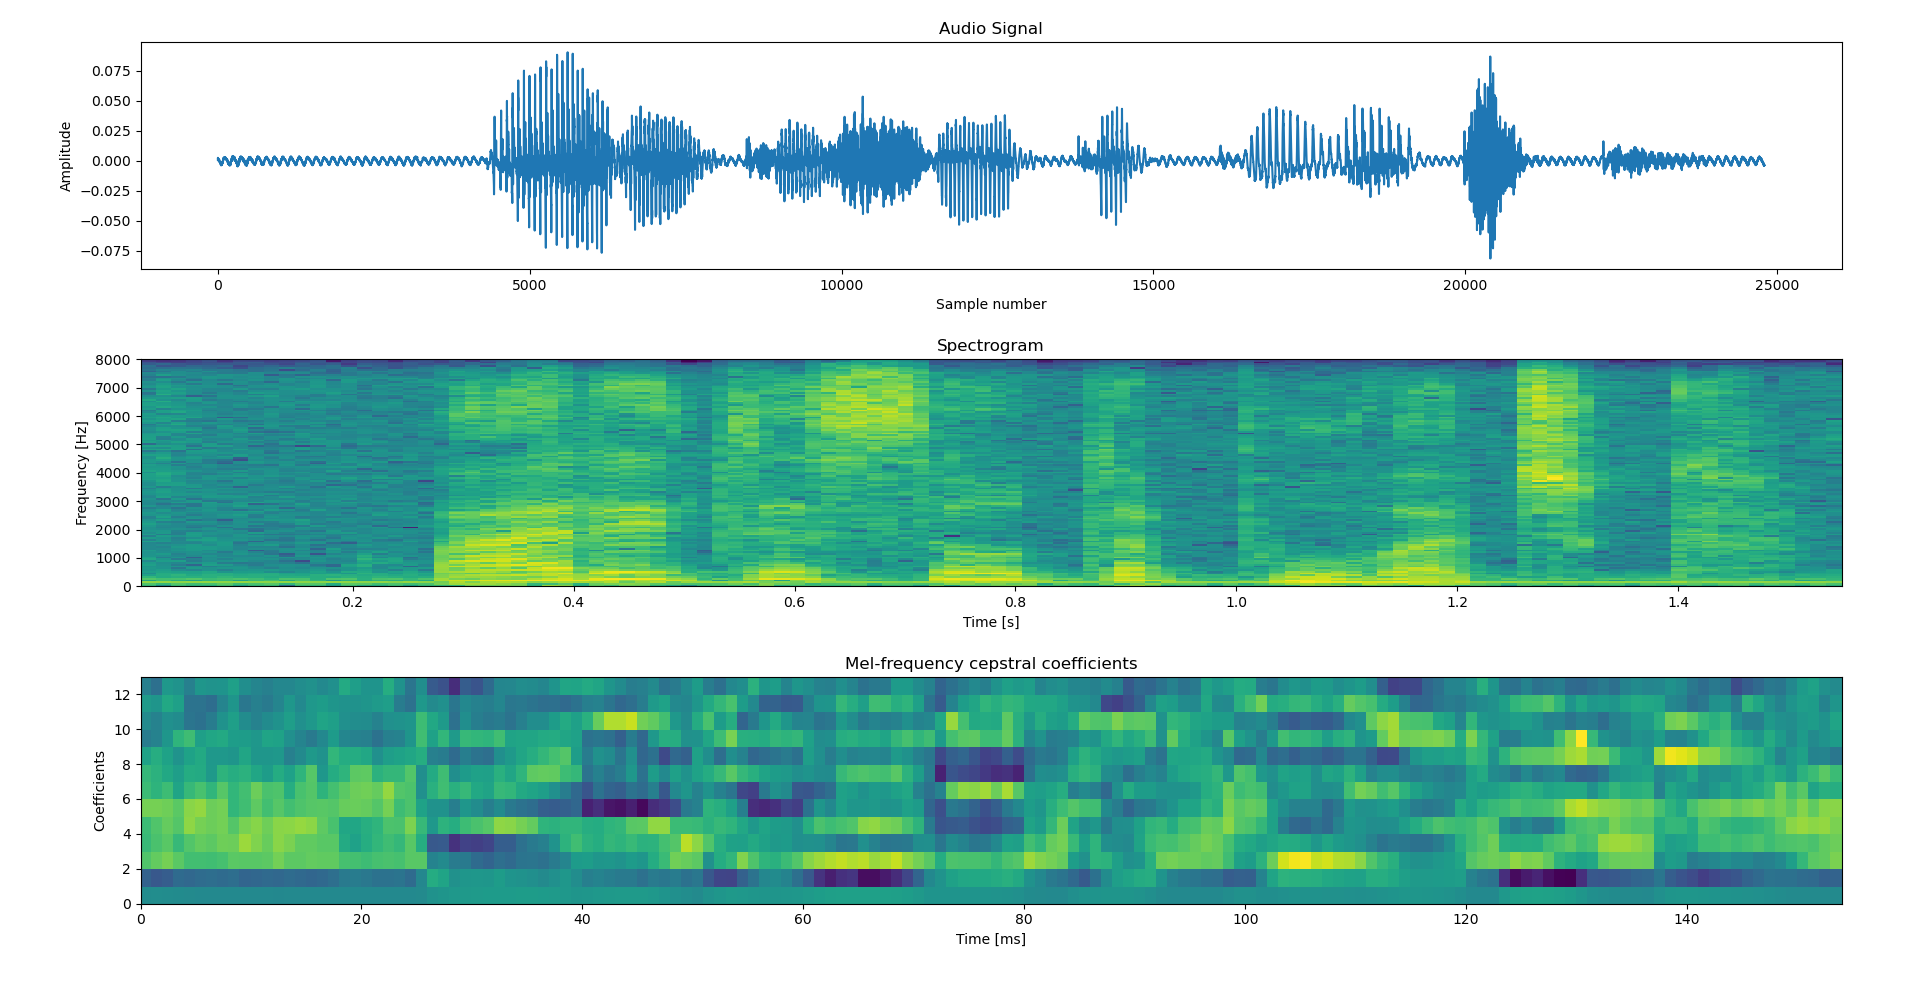 Audio Signal
0.075
0.050
0.025
0.000
−0.025
−0.050
−0.075
Amplitude
0 5000 10000 15000 20000 25000
Sample number
Spectrogram
8000
7000
6000
5000
4000
3000
2000
1000
0
Frequency [Hz]
0.2 0.4 0.6 0.8 1.0 1.2 1.4
Time [s]
Mel-frequency cepstral coefficients
12
10
8
6
4
2
0
Coefficients
0 20 40 60 80 100 120 140
Time [ms]